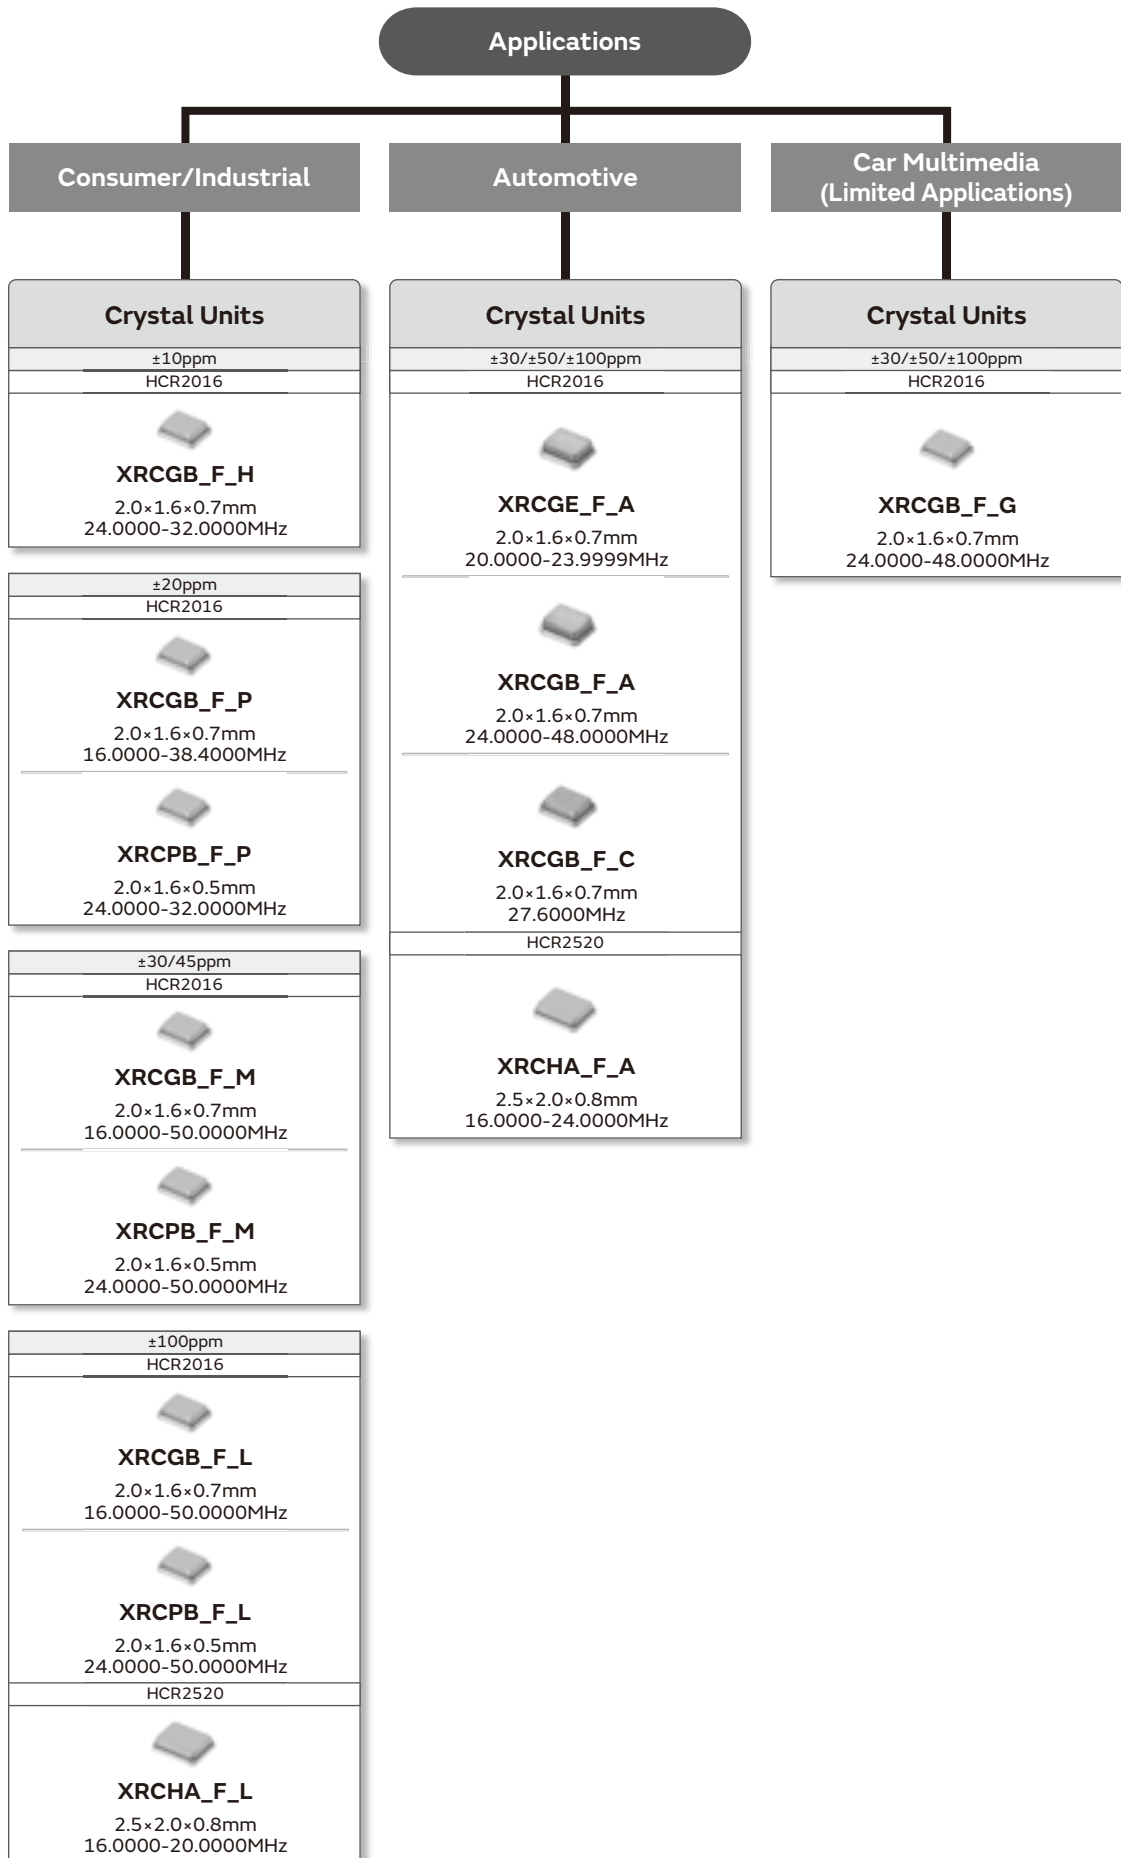 Applications
Consumer/Industrial
Crystal Units
±10ppm
HCR2016
XRCGB_F_H
2.0×1.6×0.7mm
24.0000-32.0000MHz
±20ppm
HCR2016
XRCGB_F_P
2.0×1.6×0.7mm
16.0000-38.4000MHz
XRCPB_F_P
2.0×1.6×0.5mm
24.0000-32.0000MHz
±30/45ppm
HCR2016
XRCGB_F_M
2.0×1.6×0.7mm
16.0000-50.0000MHz
XRCPB_F_M
2.0×1.6×0.5mm
24.0000-50.0000MHz
±100ppm
HCR2016
XRCGB_F_L
2.0×1.6×0.7mm
16.0000-50.0000MHz
XRCPB_F_L
2.0×1.6×0.5mm
24.0000-50.0000MHz
HCR2520
XRCHA_F_L
2.5×2.0×0.8mm
16.0000-20.0000MHz
Automotive
Crystal Units
±30/±50/±100ppm
HCR2016
XRCGE_F_A
2.0×1.6×0.7mm
20.0000-23.9999MHz
XRCGB_F_A
2.0×1.6×0.7mm
24.0000-48.0000MHz
XRCGB_F_C
2.0×1.6×0.7mm
27.6000MHz
HCR2520
XRCHA_F_A
2.5×2.0×0.8mm
16.0000-24.0000MHz
Car Multimedia
(Limited Applications)
Crystal Units
±30/±50/±100ppm
HCR2016
XRCGB_F_G
2.0×1.6×0.7mm
24.0000-48.0000MHz